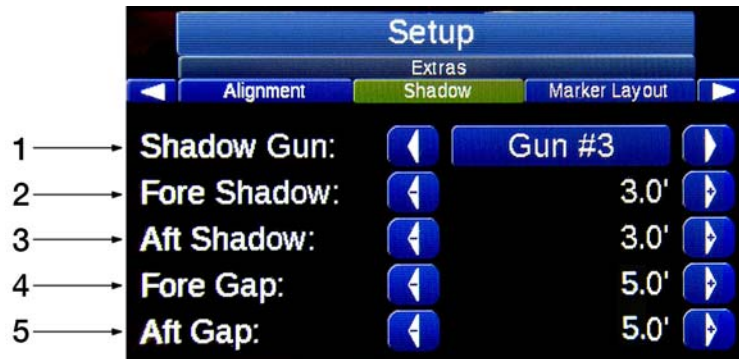 Setup
Extras
Alignment Shadow Marker Layout
1 Shadow Gun: Gun #3
2 Fore Shadow: - 3.0' +
3 Aft Shadow: - 3.0' +
4 Fore Gap: - 5.0' +
5 Aft Gap: - 5.0' +